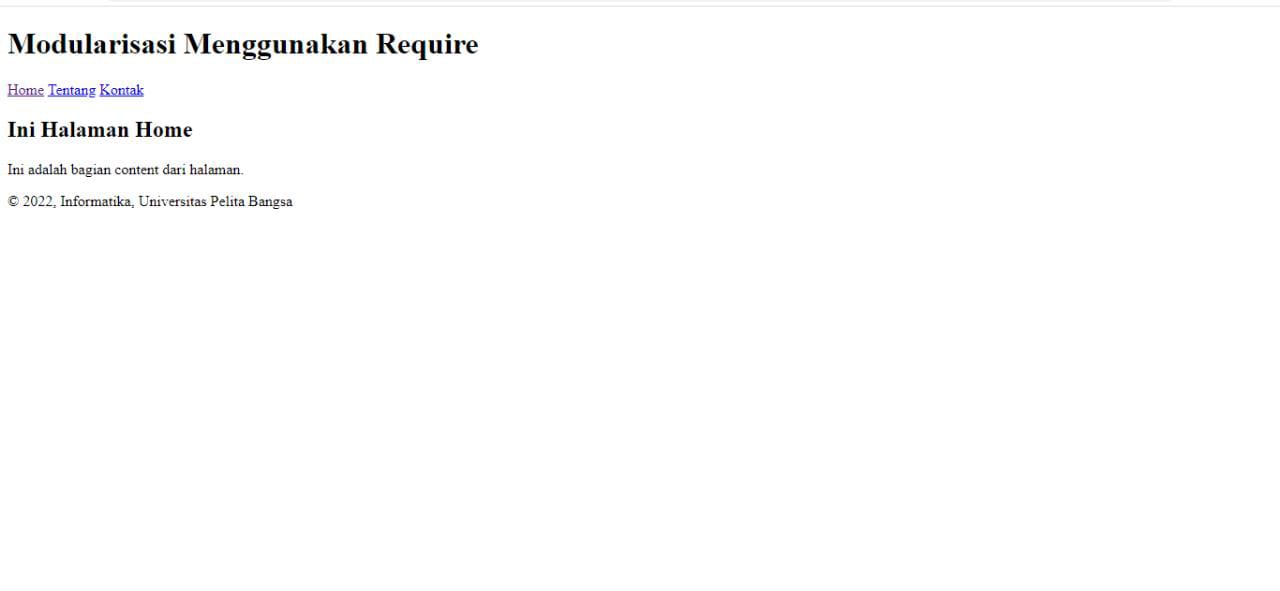 Modularisasi Menggunakan Require
Home Tentang Kontak
Ini Halaman Home
Ini adalah bagian content dari halaman.
© 2022, Informatika, Universitas Pelita Bangsa